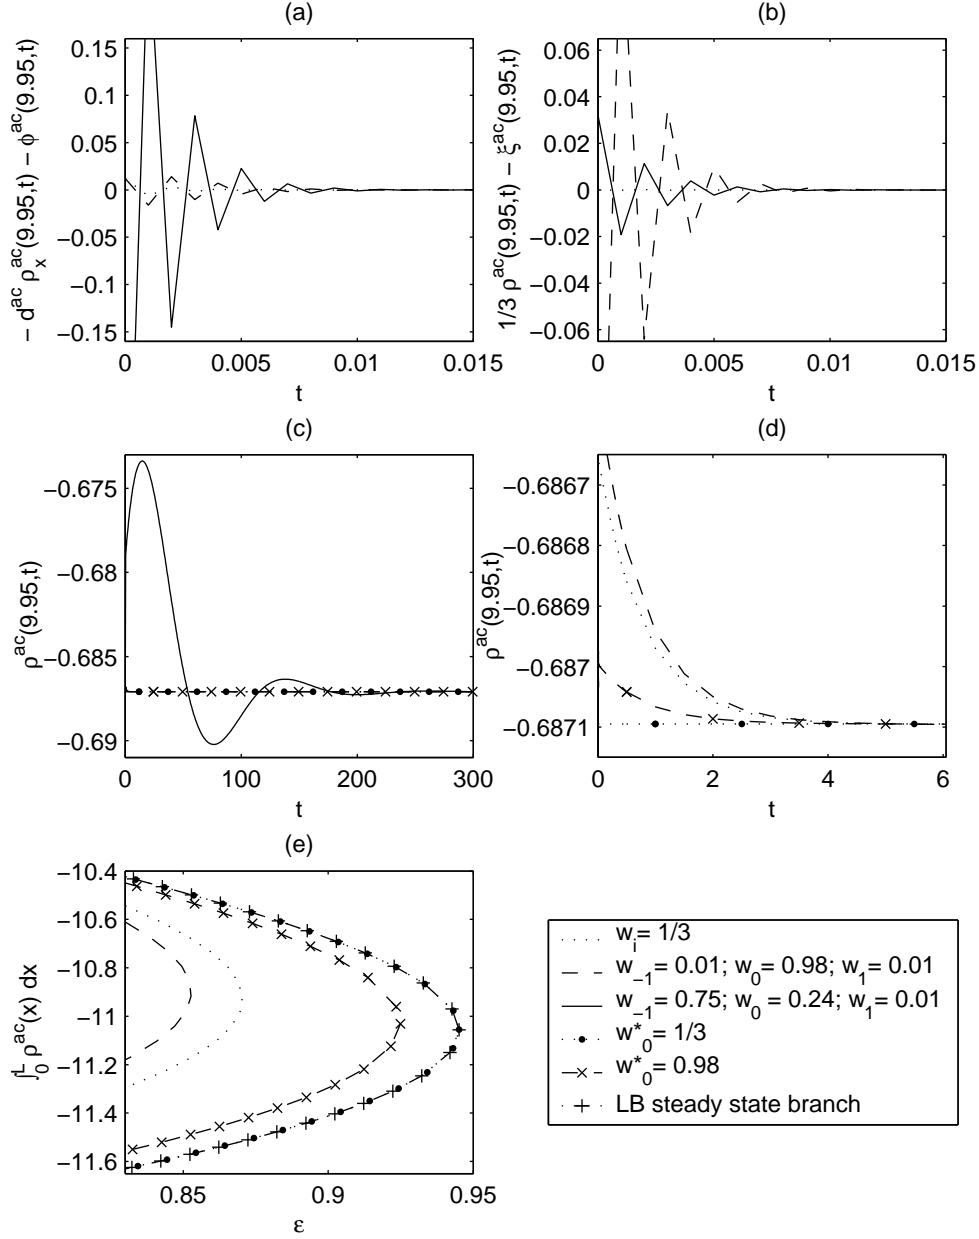 (a)
− d^ac ρ_x^ac(9.95,t) − φ^ac(9.95,t)
0.15
0.1
0.05
0
−0.05
−0.1
−0.15
0 0.005 0.01 0.015
t
(b)
1/3 ρ^ac(9.95,t) − ξ^ac(9.95,t)
0.06
0.04
0.02
0
−0.02
−0.04
−0.06
0 0.005 0.01 0.015
t
(c)
ρ^ac(9.95,t)
−0.675
−0.68
−0.685
−0.69
0 100 200 300
t
(d)
ρ^ac(9.95,t)
−0.6867
−0.6868
−0.6869
−0.687
−0.6871
0 2 4 6
t
(e)
∫_0^L ρ^ac(x) dx
−10.4
−10.6
−10.8
−11
−11.2
−11.4
−11.6
0.85 0.9 0.95
ε
w_i = 1/3
w_−1 = 0.01; w_0 = 0.98; w_1 = 0.01
w_−1 = 0.75; w_0 = 0.24; w_1 = 0.01
w*_0 = 1/3
w*_0 = 0.98
LB steady state branch